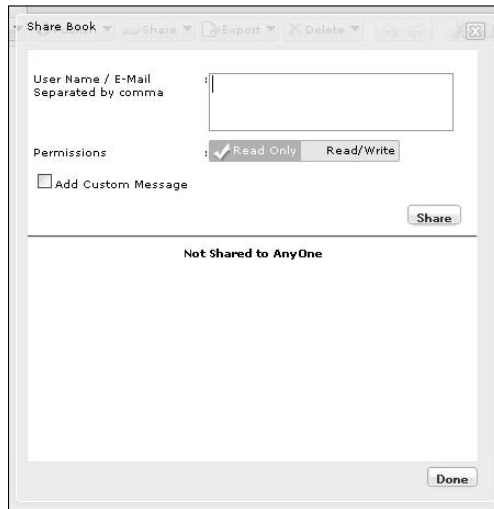 Share Book Share Export Delete
User Name / E-Mail :
Separated by comma
Permissions : Read Only Read/Write
Add Custom Message
Share
Not Shared to AnyOne
Done